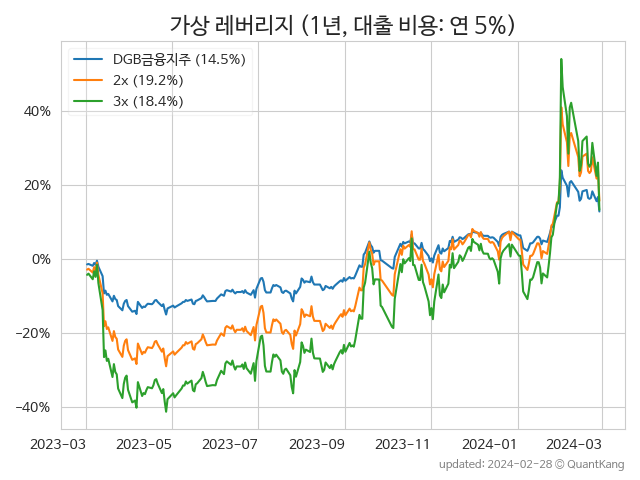 가상 레버리지 (1년, 대출 비용: 연 5%)
DGB금융지주 (14.5%)
2x (19.2%)
3x (18.4%)
40%
20%
0%
−20%
−40%
2023-03 2023-05 2023-07 2023-09 2023-11 2024-01 2024-03
updated: 2024-02-28 © QuantKang